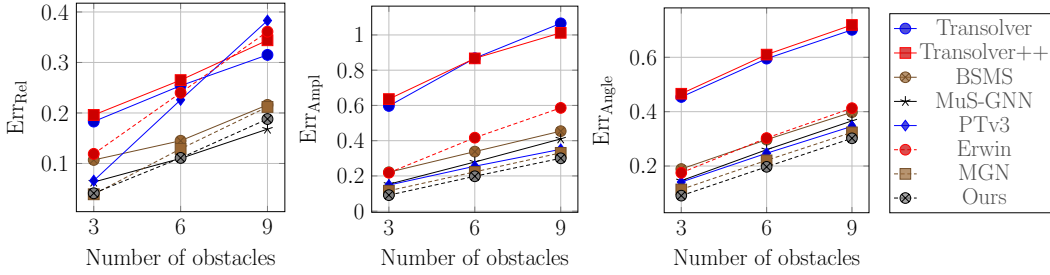 0.4
0.3
0.2
0.1
Err_Rel
3 6 9
Number of obstacles
1
0.8
0.6
0.4
0.2
0
Err_Ampl
3 6 9
Number of obstacles
0.6
0.4
0.2
Err_Angle
3 6 9
Number of obstacles
Transolver
Transolver++
BSMS
MuS-GNN
PTv3
Erwin
MGN
Ours